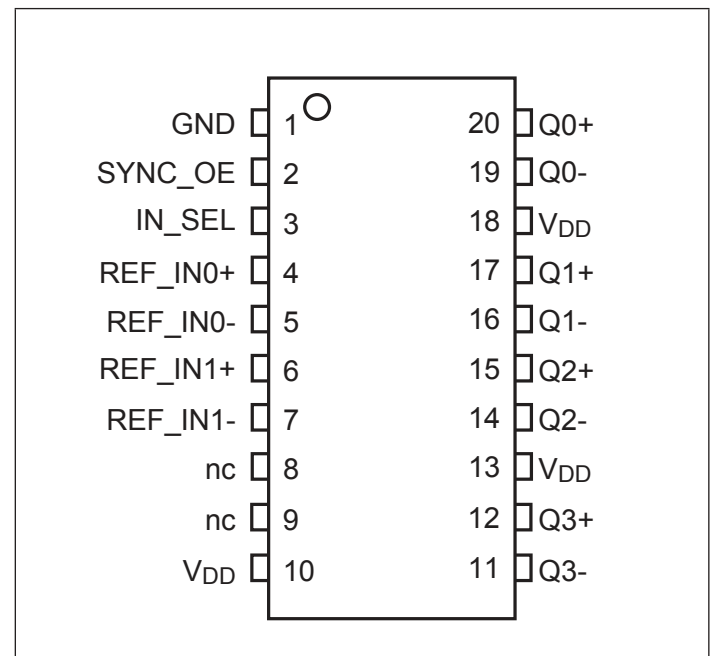 GND 1 20 Q0+
SYNC_OE 2 19 Q0-
IN_SEL 3 18 VDD
REF_IN0+ 4 17 Q1+
REF_IN0- 5 16 Q1-
REF_IN1+ 6 15 Q2+
REF_IN1- 7 14 Q2-
nc 8 13 VDD
nc 9 12 Q3+
VDD 10 11 Q3-